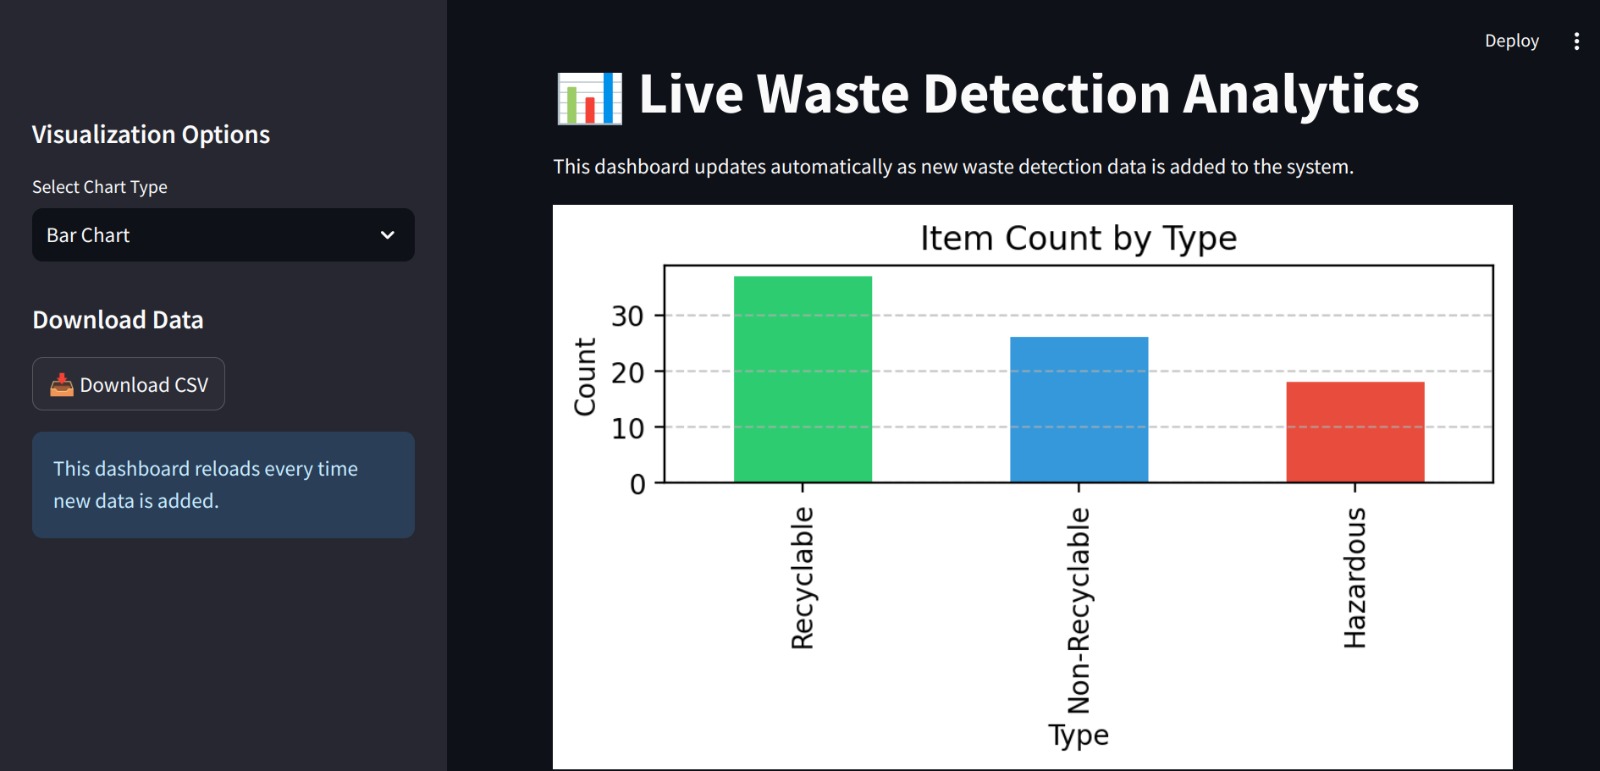 Deploy
Visualization Options
Select Chart Type
Bar Chart
Download Data
Download CSV
This dashboard reloads every time
new data is added.
Live Waste Detection Analytics
This dashboard updates automatically as new waste detection data is added to the system.
Item Count by Type
Count
30
20
10
0
Recyclable
Non-Recyclable
Hazardous
Type